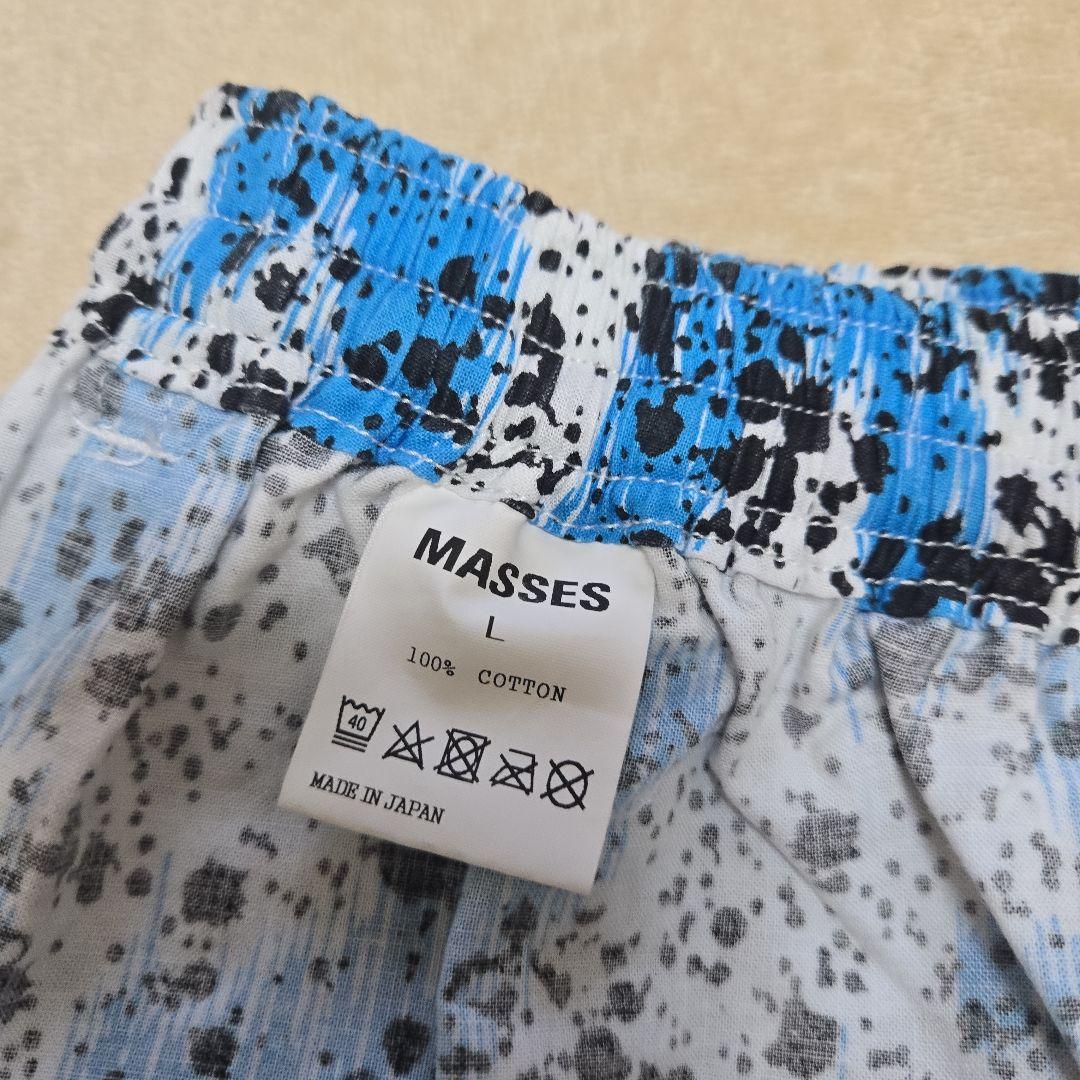 MASSES
L
100% COTTON
40
MADE IN JAPAN